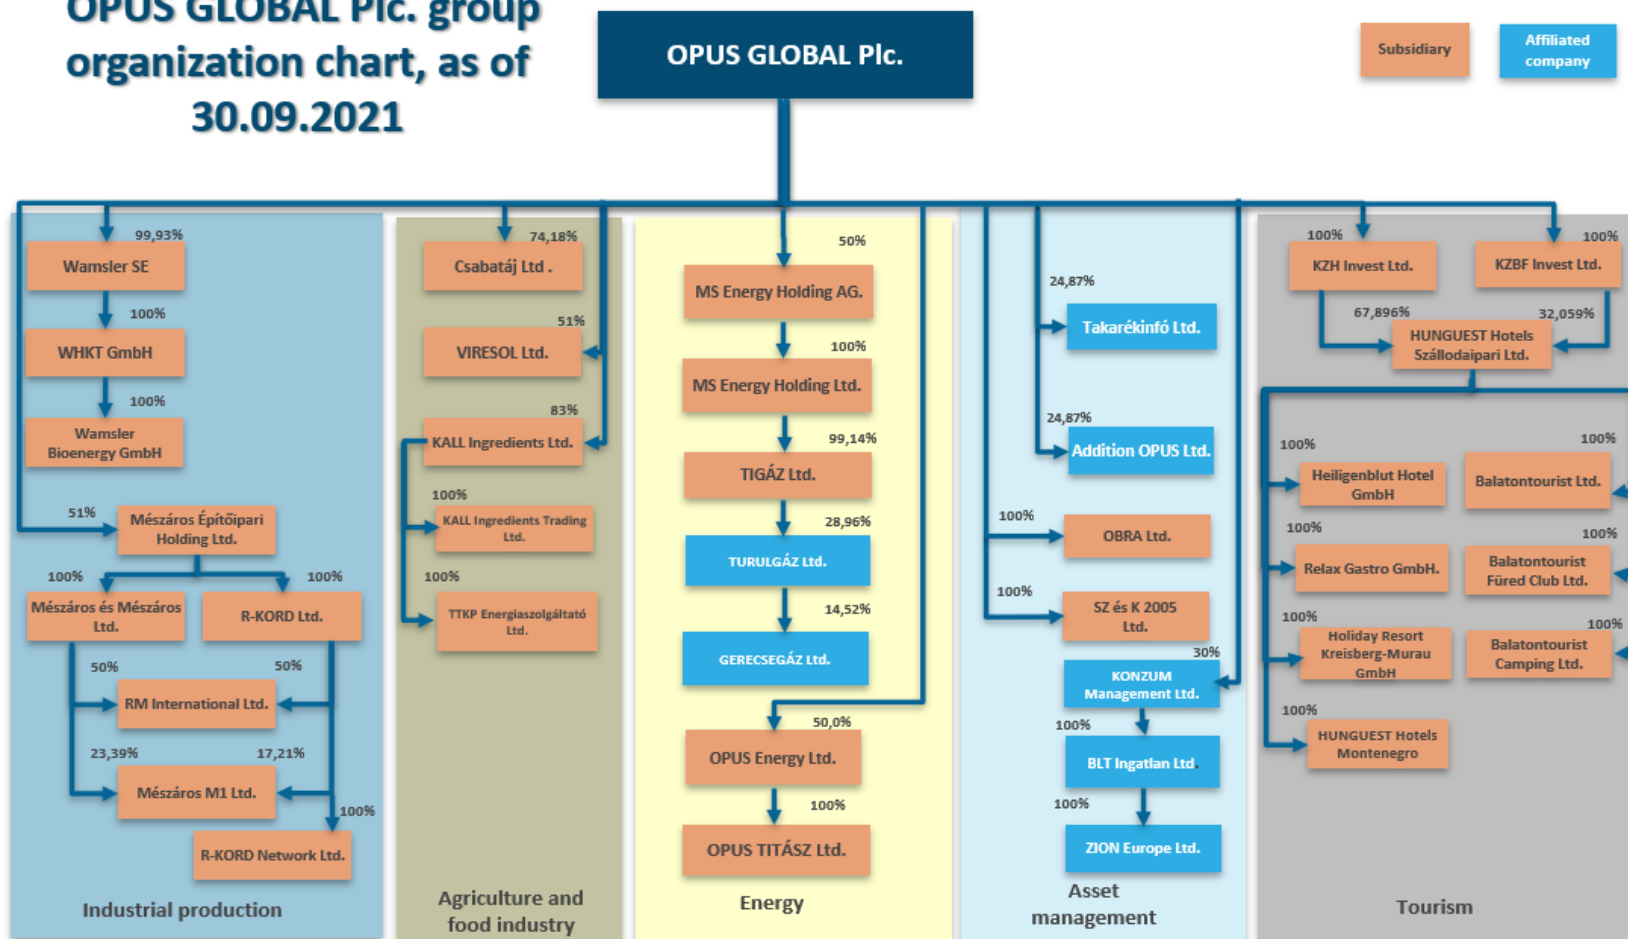 OPUS GLOBAL Plc. group
organization chart, as of
30.09.2021
OPUS GLOBAL Plc.
Subsidiary
Affiliated
company
99,93%
Wamsler SE
100%
WHKT GmbH
100%
Wamsler
Bioenergy GmbH
51%
Mészáros Építőipari
Holding Ltd.
100%
100%
Mészáros és Mészáros
Ltd.
R-KORD Ltd.
50%
50%
RM International Ltd.
23,39%
17,21%
Mészáros M1 Ltd.
100%
R-KORD Network Ltd.
Industrial production
74,18%
Csabatáj Ltd .
51%
VIRESOL Ltd.
83%
KALL Ingredients Ltd.
100%
KALL Ingredients Trading
Ltd.
100%
TTKP Energiaszolgáltató
Ltd.
Agriculture and
food industry
50%
MS Energy Holding AG.
100%
MS Energy Holding Ltd.
99,14%
TIGÁZ Ltd.
28,96%
TURULGÁZ Ltd.
14,52%
GERECSEGÁZ Ltd.
50,0%
OPUS Energy Ltd.
100%
OPUS TITÁSZ Ltd.
Energy
24,87%
Takarékinfó Ltd.
24,87%
Addition OPUS Ltd.
100%
OBRA Ltd.
100%
SZ és K 2005
Ltd.
30%
KONZUM
Management Ltd.
100%
BLT Ingatlan Ltd.
100%
ZION Europe Ltd.
Asset
management
100%
KZH Invest Ltd.
100%
KZBF Invest Ltd.
67,896%
32,059%
HUNGUEST Hotels
Szállodaipari Ltd.
100%
Heiligenblut Hotel
GmbH
100%
Balatontourist Ltd.
100%
Relax Gastro GmbH.
100%
Balatontourist
Füred Club Ltd.
100%
Holiday Resort
Kreisberg-Murau
GmbH
100%
Balatontourist
Camping Ltd.
100%
HUNGUEST Hotels
Montenegro
Tourism